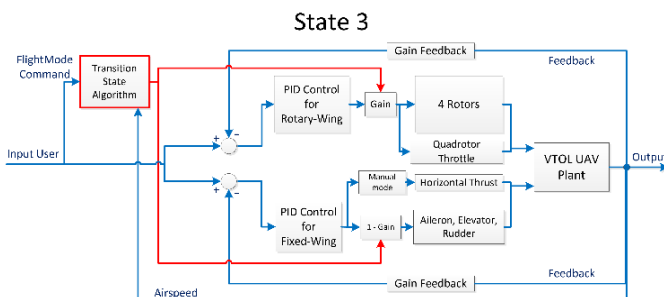 State 3
Gain Feedback
Feedback
FlightMode
Command
Transition
State
Algorithm
PID Control
for
Rotary-Wing
Gain
4 Rotors
Quadrotor
Throttle
Input User
+
−
VTOL UAV
Plant
Output
+
−
Manual
mode
Horizontal Thrust
PID Control
for
Fixed-Wing
1 - Gain
Aileron, Elevator,
Rudder
Feedback
Gain Feedback
Airspeed